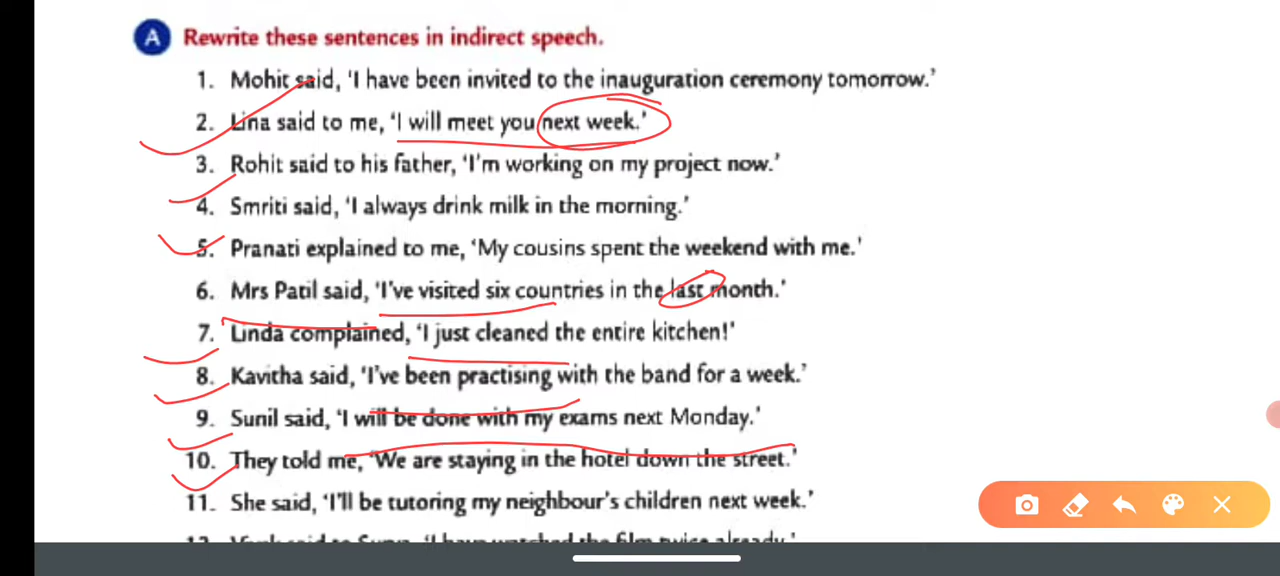 A Rewrite these sentences in indirect speech.
1. Mohit said, 'I have been invited to the inauguration ceremony tomorrow.'
2. Lina said to me, 'I will meet you next week.'
3. Rohit said to his father, 'I'm working on my project now.'
4. Smriti said, 'I always drink milk in the morning.'
5. Pranati explained to me, 'My cousins spent the weekend with me.'
6. Mrs Patil said, 'I've visited six countries in the last month.'
7. Linda complained, 'I just cleaned the entire kitchen!'
8. Kavitha said, 'I've been practising with the band for a week.'
9. Sunil said, 'I will be done with my exams next Monday.'
10. They told me, 'We are staying in the hotel down the street.'
11. She said, 'I'll be tutoring my neighbour's children next week.'
'I have watched the film twice already.'